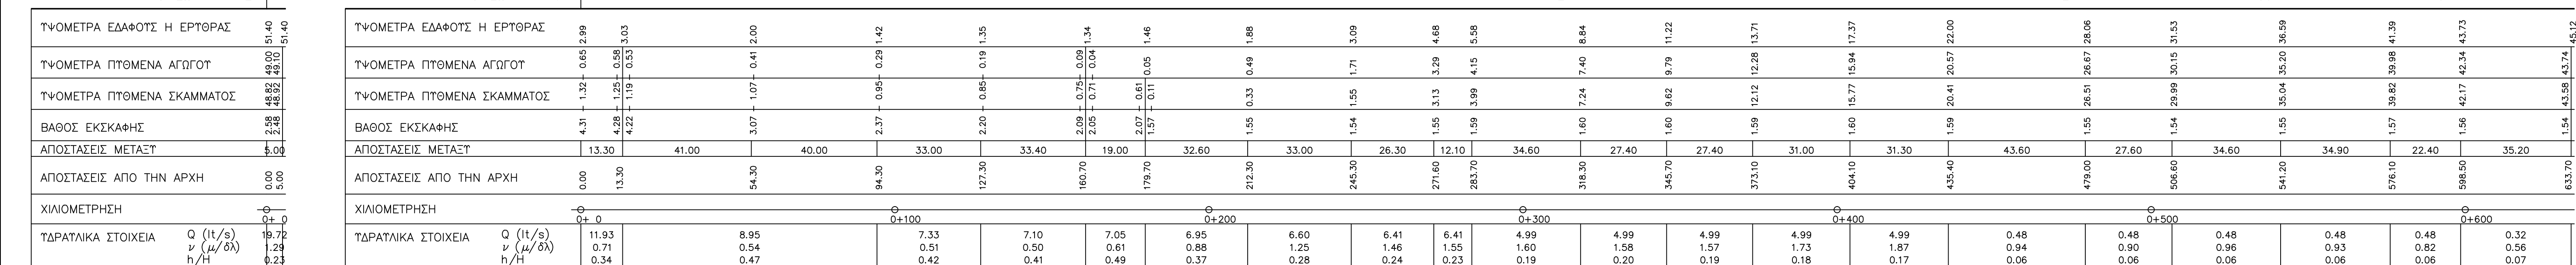 ΥΨΟΜΕΤΡΑ ΕΔΑΦΟΥΣ Η ΕΡΥΘΡΑΣ 51.40 51.40
ΥΨΟΜΕΤΡΑ ΠΥΘΜΕΝΑ ΑΓΩΓΟΥ 49.00 49.10
ΥΨΟΜΕΤΡΑ ΠΥΘΜΕΝΑ ΣΚΑΜΜΑΤΟΣ 48.82 48.92
ΒΑΘΟΣ ΕΚΣΚΑΦΗΣ 2.58 2.48
ΑΠΟΣΤΑΣΕΙΣ ΜΕΤΑΞΥ 5.00
ΑΠΟΣΤΑΣΕΙΣ ΑΠΟ ΤΗΝ ΑΡΧΗ 0.00 5.00
ΧΙΛΙΟΜΕΤΡΗΣΗ 0+ 0
ΥΔΡΑΥΛΙΚΑ ΣΤΟΙΧΕΙΑ Q (lt/s) 19.72
ν (μ/δλ) 1.29
h/H 0.23
ΥΨΟΜΕΤΡΑ ΕΔΑΦΟΥΣ Η ΕΡΥΘΡΑΣ 2.99 3.03 2.00 1.42 1.35 1.34 1.46 1.88 3.09 4.68 5.58 8.84 11.22 13.71 17.37 22.00 28.06 31.53 36.59 41.39 43.73 45.12
ΥΨΟΜΕΤΡΑ ΠΥΘΜΕΝΑ ΑΓΩΓΟΥ - 0.65 - 0.58 - 0.53 - 0.41 - 0.29 - 0.19 - 0.09 - 0.04 0.05 0.49 1.71 3.29 4.15 7.40 9.79 12.28 15.94 20.57 26.67 30.15 35.20 39.98 42.34 43.74
ΥΨΟΜΕΤΡΑ ΠΥΘΜΕΝΑ ΣΚΑΜΜΑΤΟΣ - 1.32 - 1.25 - 1.19 - 1.07 - 0.95 - 0.85 - 0.75 - 0.71 - 0.61 - 0.11 0.33 1.55 3.13 3.99 7.24 9.62 12.12 15.77 20.41 26.51 29.99 35.04 39.82 42.17 43.58
ΒΑΘΟΣ ΕΚΣΚΑΦΗΣ 4.31 4.28 4.22 3.07 2.37 2.20 2.09 2.05 2.07 1.57 1.55 1.54 1.55 1.59 1.60 1.60 1.59 1.60 1.59 1.55 1.54 1.55 1.57 1.56 1.54
ΑΠΟΣΤΑΣΕΙΣ ΜΕΤΑΞΥ 13.30 41.00 40.00 33.00 33.40 19.00 32.60 33.00 26.30 12.10 34.60 27.40 27.40 31.00 31.30 43.60 27.60 34.60 34.90 22.40 35.20
ΑΠΟΣΤΑΣΕΙΣ ΑΠΟ ΤΗΝ ΑΡΧΗ 0.00 13.30 54.30 94.30 127.30 160.70 179.70 212.30 245.30 271.60 283.70 318.30 345.70 373.10 404.10 435.40 479.00 506.60 541.20 576.10 598.50 633.70
ΧΙΛΙΟΜΕΤΡΗΣΗ 0+ 0 0+100 0+200 0+300 0+400 0+500 0+600
ΥΔΡΑΥΛΙΚΑ ΣΤΟΙΧΕΙΑ Q (lt/s) 11.93 8.95 7.33 7.10 7.05 6.95 6.60 6.41 6.41 4.99 4.99 4.99 4.99 4.99 0.48 0.48 0.48 0.48 0.48 0.32
ν (μ/δλ) 0.71 0.54 0.51 0.50 0.61 0.88 1.25 1.46 1.55 1.60 1.58 1.57 1.73 1.87 0.94 0.90 0.96 0.93 0.82 0.56
h/H 0.34 0.47 0.42 0.41 0.49 0.37 0.28 0.24 0.23 0.19 0.20 0.19 0.18 0.17 0.06 0.06 0.06 0.06 0.06 0.07